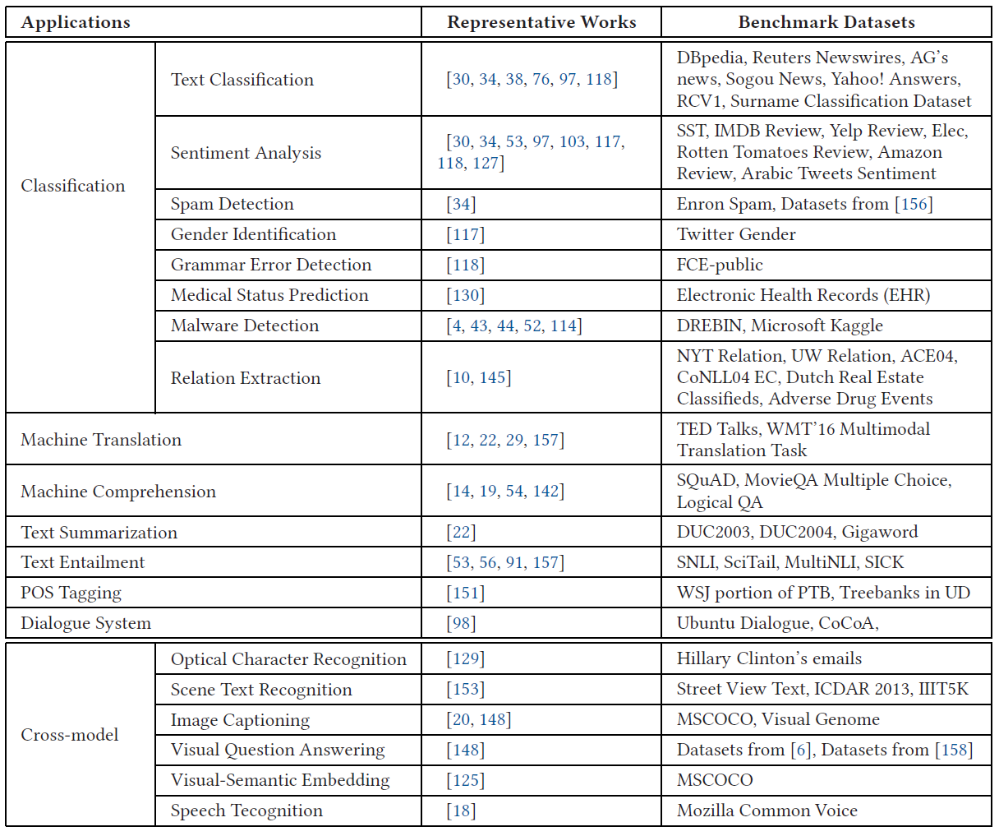 Applications Representative Works Benchmark Datasets
Classification
Text Classification [30, 34, 38, 76, 97, 118] DBpedia, Reuters Newswires, AG's
news, Sogou News, Yahoo! Answers,
RCV1, Surname Classification Dataset
Sentiment Analysis [30, 34, 53, 97, 103, 117,
118, 127]
SST, IMDB Review, Yelp Review, Elec,
Rotten Tomatoes Review, Amazon
Review, Arabic Tweets Sentiment
Spam Detection [34] Enron Spam, Datasets from [156]
Gender Identification [117] Twitter Gender
Grammar Error Detection [118] FCE-public
Medical Status Prediction [130] Electronic Health Records (EHR)
Malware Detection [4, 43, 44, 52, 114] DREBIN, Microsoft Kaggle
Relation Extraction [10, 145] NYT Relation, UW Relation, ACE04,
CoNLL04 EC, Dutch Real Estate
Classifieds, Adverse Drug Events
Machine Translation [12, 22, 29, 157] TED Talks, WMT'16 Multimodal
Translation Task
Machine Comprehension [14, 19, 54, 142] SQuAD, MovieQA Multiple Choice,
Logical QA
Text Summarization [22] DUC2003, DUC2004, Gigaword
Text Entailment [53, 56, 91, 157] SNLI, SciTail, MultiNLI, SICK
POS Tagging [151] WSJ portion of PTB, Treebanks in UD
Dialogue System [98] Ubuntu Dialogue, CoCoA,
Cross-model
Optical Character Recognition [129] Hillary Clinton's emails
Scene Text Recognition [153] Street View Text, ICDAR 2013, IIIT5K
Image Captioning [20, 148] MSCOCO, Visual Genome
Visual Question Answering [148] Datasets from [6], Datasets from [158]
Visual-Semantic Embedding [125] MSCOCO
Speech Tecognition [18] Mozilla Common Voice